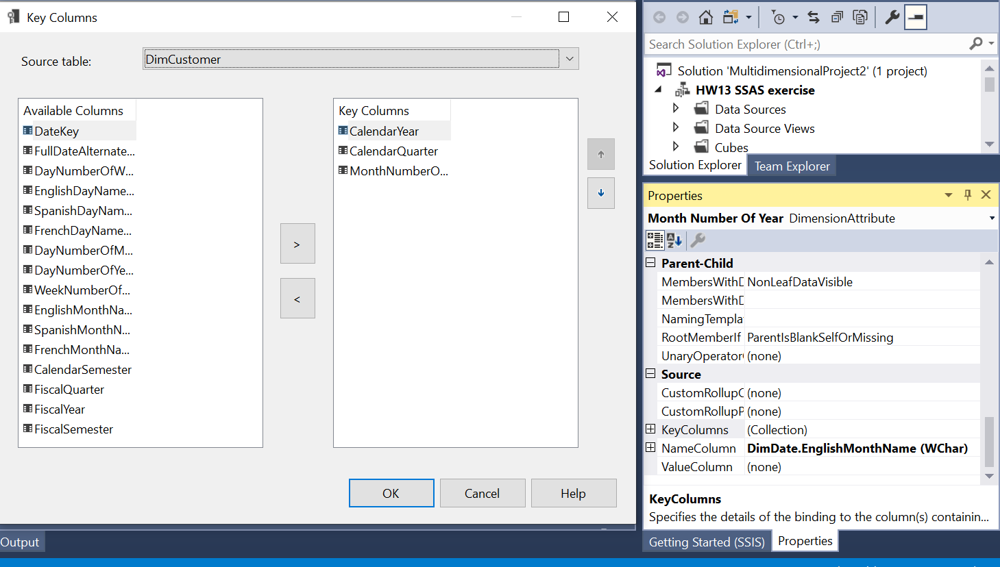 Key Columns
Source table:
DimCustomer
Available Columns
DateKey
FullDateAlternate...
DayNumberOfW...
EnglishDayName...
SpanishDayNam...
FrenchDayName...
DayNumberOfM...
DayNumberOfYe...
WeekNumberOf...
EnglishMonthNa...
SpanishMonthN...
FrenchMonthNa...
CalendarSemester
FiscalQuarter
FiscalYear
FiscalSemester
>
<
Key Columns
CalendarYear
CalendarQuarter
MonthNumberO...
OK
Cancel
Help
Output
Search Solution Explorer (Ctrl+;)
Solution 'MultidimensionalProject2' (1 project)
HW13 SSAS exercise
Data Sources
Data Source Views
Cubes
Solution Explorer
Team Explorer
Properties
Month Number Of Year DimensionAttribute
Parent-Child
MembersWithD NonLeafDataVisible
MembersWithD
NamingTempla
RootMemberIf ParentIsBlankSelfOrMissing
UnaryOperatorC (none)
Source
CustomRollupC (none)
CustomRollupP (none)
KeyColumns (Collection)
NameColumn DimDate.EnglishMonthName (WChar)
ValueColumn (none)
KeyColumns
Specifies the details of the binding to the column(s) containin...
Getting Started (SSIS)
Properties